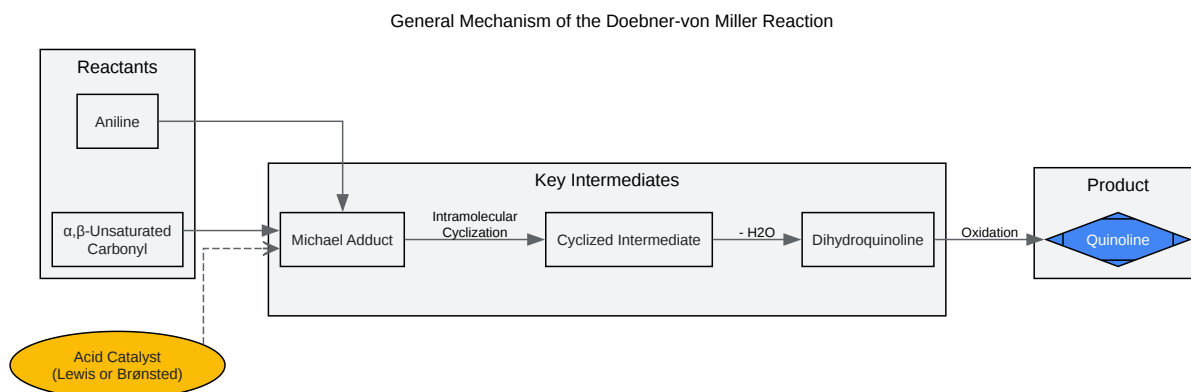 General Mechanism of the Doebner-von Miller Reaction
Reactants
Aniline
α,β-Unsaturated
Carbonyl
Acid Catalyst
(Lewis or Brønsted)
Key Intermediates
Michael Adduct
Intramolecular
Cyclization
Cyclized Intermediate
- H2O
Dihydroquinoline
Oxidation
Product
Quinoline